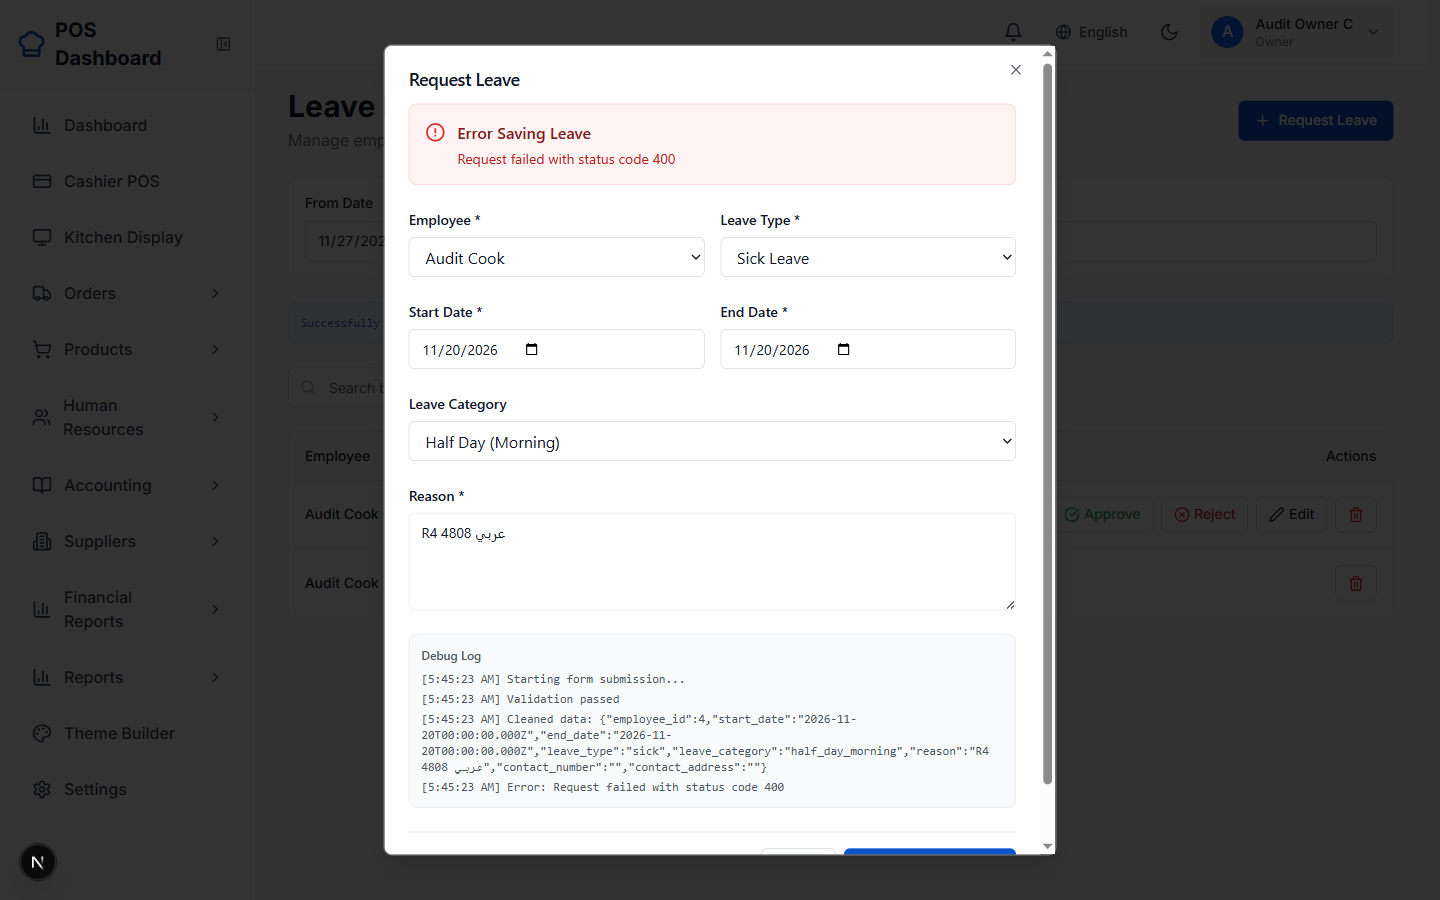 POS
Dashboard
Dashboard
Cashier POS
Kitchen Display
Orders
Products
Human
Resources
Accounting
Suppliers
Financial
Reports
Reports
Theme Builder
Settings
N
English
A
Audit Owner C
Owner
Leave
Manage
Request Leave
From Date
11/27/202
Successfully
Search
Employee
Actions
Audit Cook
Approve
Reject
Edit
Audit Cook
Request Leave
Error Saving Leave
Request failed with status code 400
Employee *
Leave Type *
Audit Cook
Sick Leave
Start Date *
End Date *
11/20/2026
11/20/2026
Leave Category
Half Day (Morning)
Reason *
R4 4808 عربي
Debug Log
[5:45:23 AM] Starting form submission...
[5:45:23 AM] Validation passed
[5:45:23 AM] Cleaned data: {"employee_id":4,"start_date":"2026-11-
20T00:00:00.000Z","end_date":"2026-11-
20T00:00:00.000Z","leave_type":"sick","leave_category":"half_day_morning","reason":"R4
4808 عربي","contact_number":"","contact_address":""}
[5:45:23 AM] Error: Request failed with status code 400